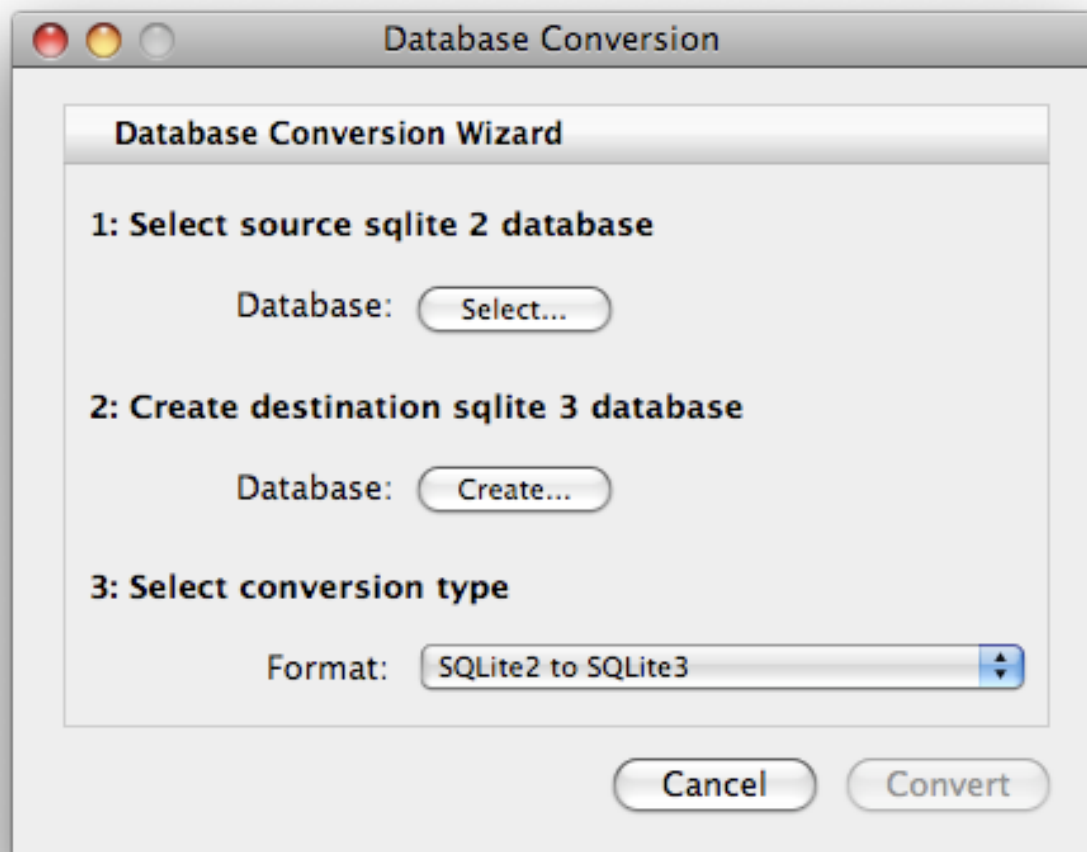 Database Conversion
Database Conversion Wizard
1: Select source sqlite 2 database
Database: Select...
2: Create destination sqlite 3 database
Database: Create...
3: Select conversion type
Format: SQLite2 to SQLite3
Cancel Convert